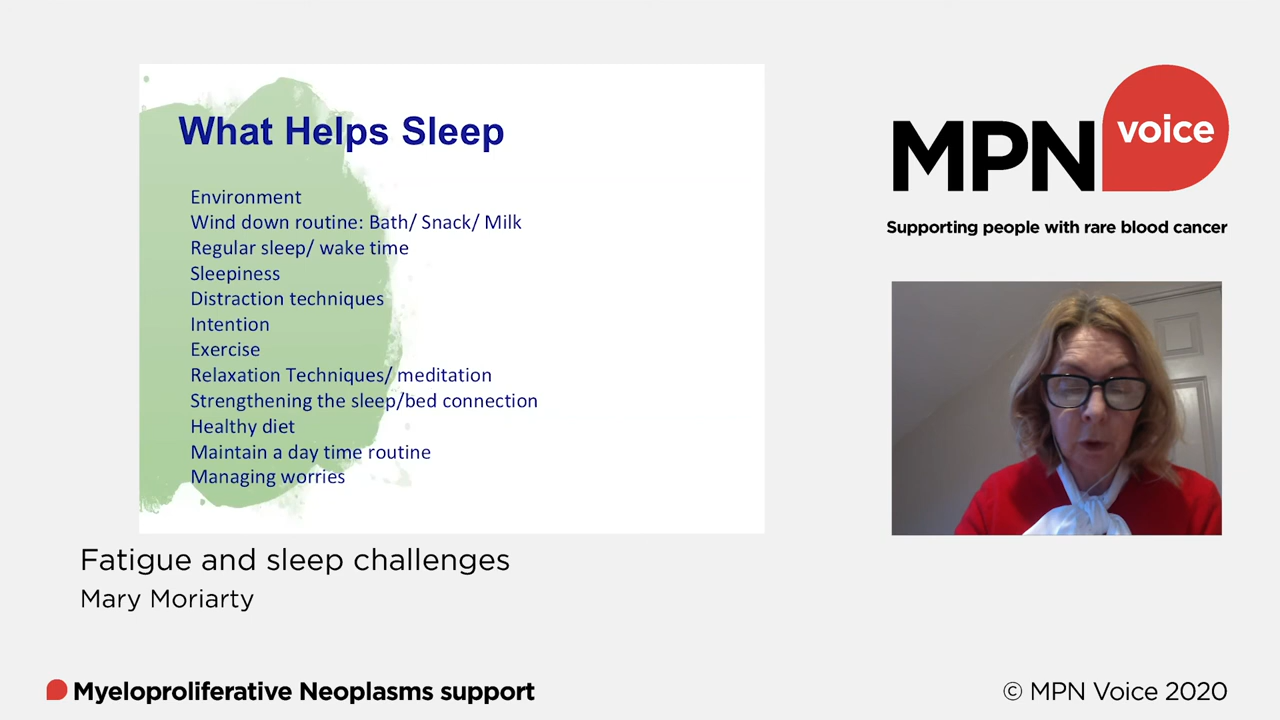 What Helps Sleep
Environment
Wind down routine: Bath/ Snack/ Milk
Regular sleep/ wake time
Sleepiness
Distraction techniques
Intention
Exercise
Relaxation Techniques/ meditation
Strengthening the sleep/bed connection
Healthy diet
Maintain a day time routine
Managing worries
MPN voice
Supporting people with rare blood cancer
Fatigue and sleep challenges
Mary Moriarty
Myeloproliferative Neoplasms support
© MPN Voice 2020